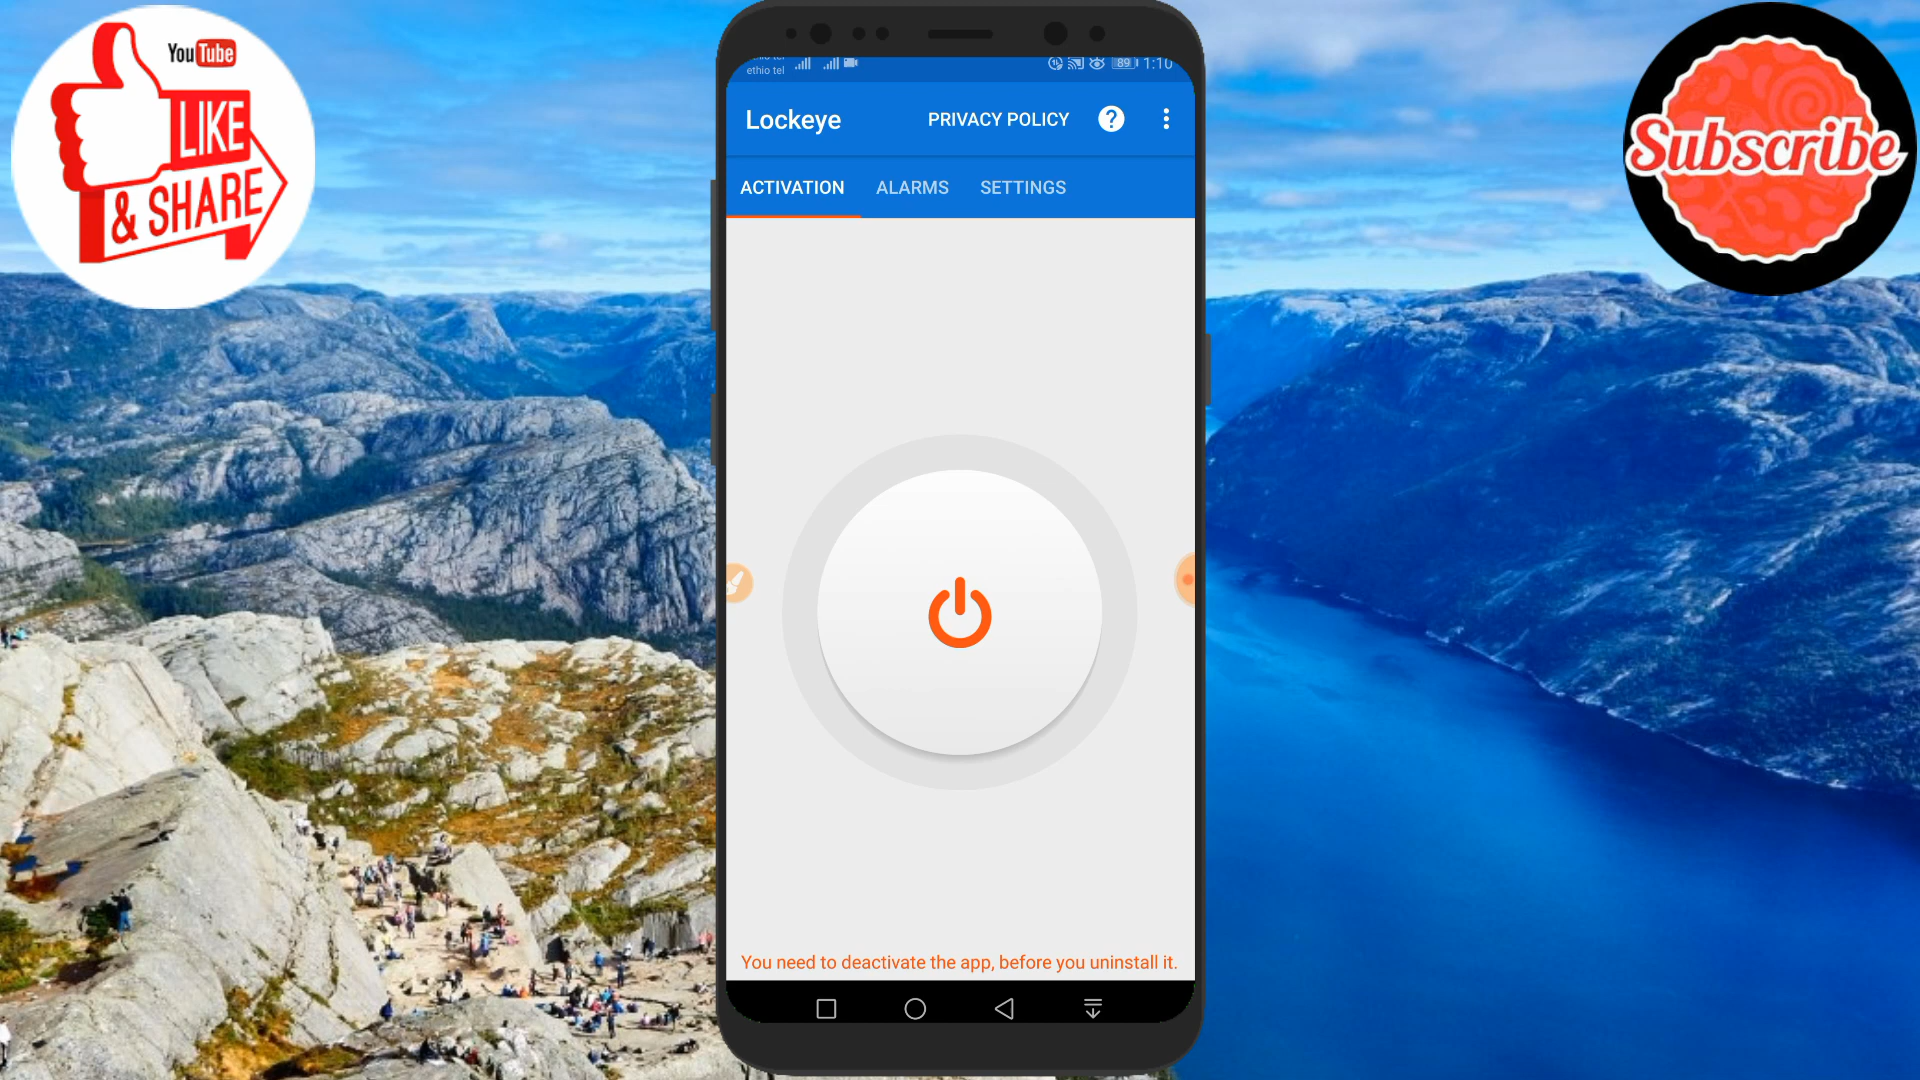 You Tube
LIKE
& SHARE
ethio tel
89 1:10
Lockeye
PRIVACY POLICY
?
ACTIVATION
ALARMS
SETTINGS
You need to deactivate the app, before you uninstall it.
Subscribe